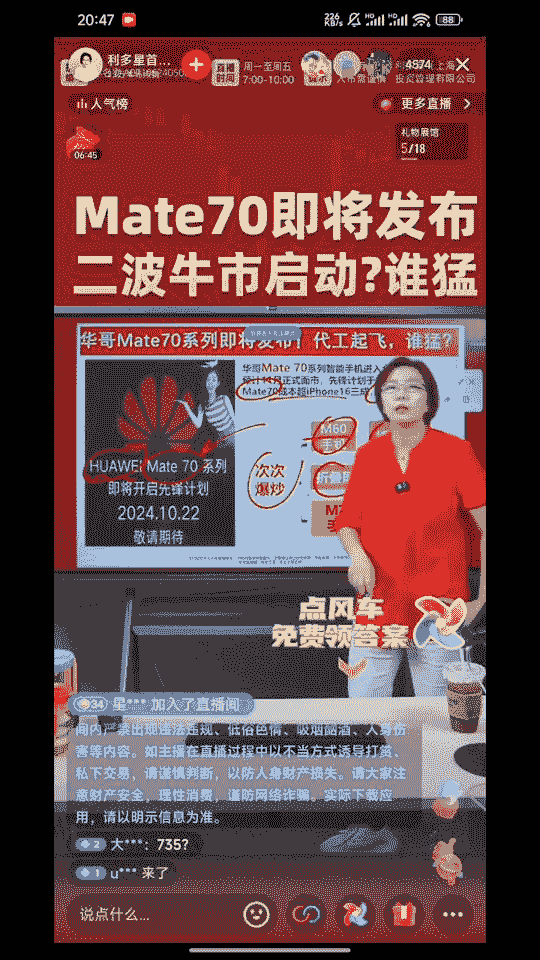 20:47
226
KB/s
HD
HD
88
利多星首...
+
直播
时间
周一至周五
7:00-10:00
4574
投资管理有限公司
人气榜
更多直播
06:45
礼物展馆
5/18
Mate70即将发布
二波牛市启动?谁猛
华哥Mate70系列即将发布！代工起飞，谁猛?
华哥Mate 70系列智能手机进入
Mate70成本超iPhone16三成
HUAWEI Mate 70 系列
即将开启先锋计划
2024.10.22
敬请期待
次次
爆炒
M60
手机
点风车
免费领答案
34 星***加入了直播间
间内严禁出现违法违规、低俗色情、吸烟酗酒、人身伤
害等内容。如主播在直播过程中以不当方式诱导打赏、
私下交易，请谨慎判断，以防人身财产损失。请大家注
意财产安全，理性消费，谨防网络诈骗。实际下载应
用，请以明示信息为准。
2 大***：735?
1 u*** 来了
说点什么...